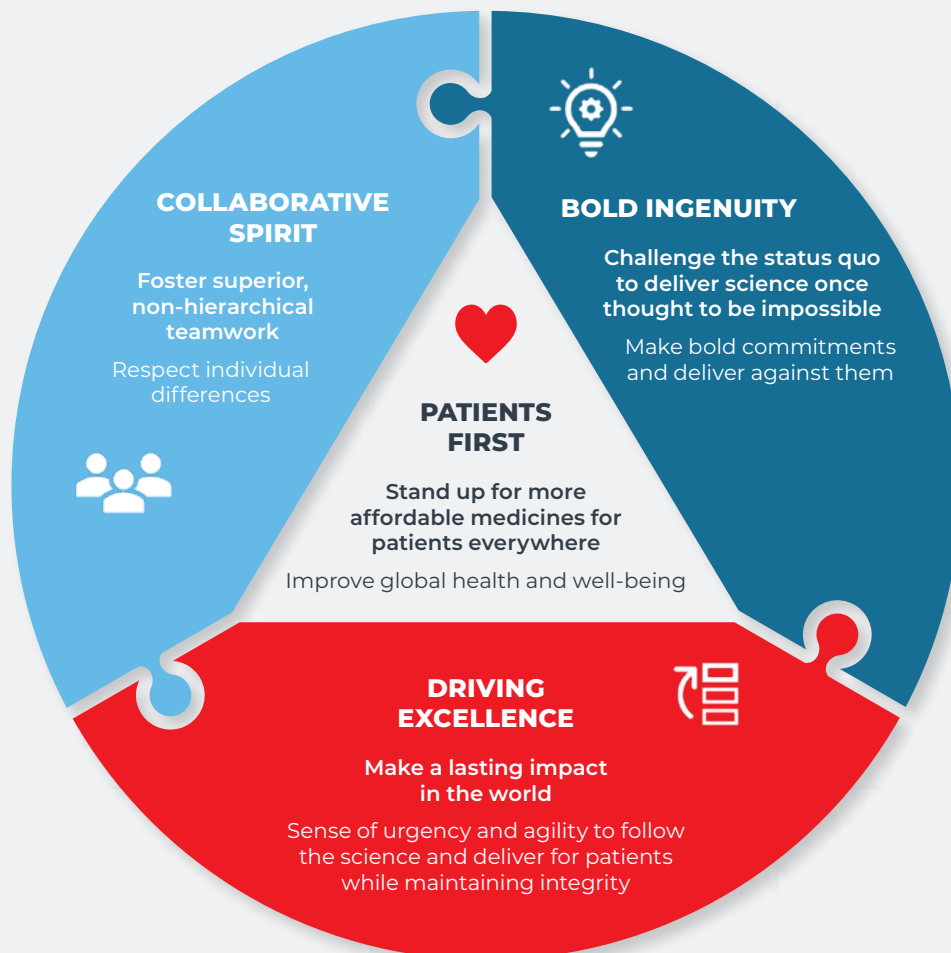 COLLABORATIVE
SPIRIT
Foster superior,
non-hierarchical
teamwork
Respect individual
differences
BOLD INGENUITY
Challenge the status quo
to deliver science once
thought to be impossible
Make bold commitments
and deliver against them
PATIENTS
FIRST
Stand up for more
affordable medicines for
patients everywhere
Improve global health and well-being
DRIVING
EXCELLENCE
Make a lasting impact
in the world
Sense of urgency and agility to follow
the science and deliver for patients
while maintaining integrity